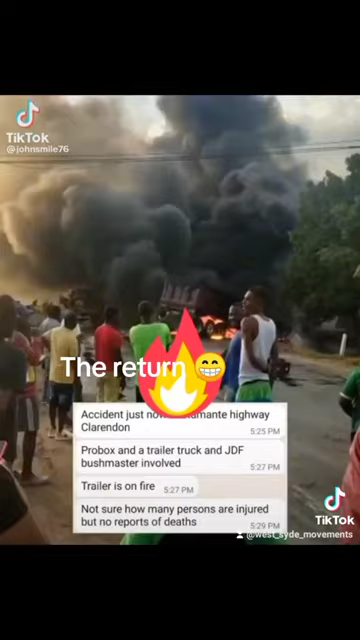 TikTok
@johnsmile76
The return 😁
Accident just
highway
Clarendon
5:25 PM
Probox and a trailer truck and JDF
bushmaster involved
5:27 PM
Trailer is on fire 5:27 PM
Not sure how many persons are injured
but no reports of deaths
5:29 PM
TikTok
@west_syde_movements